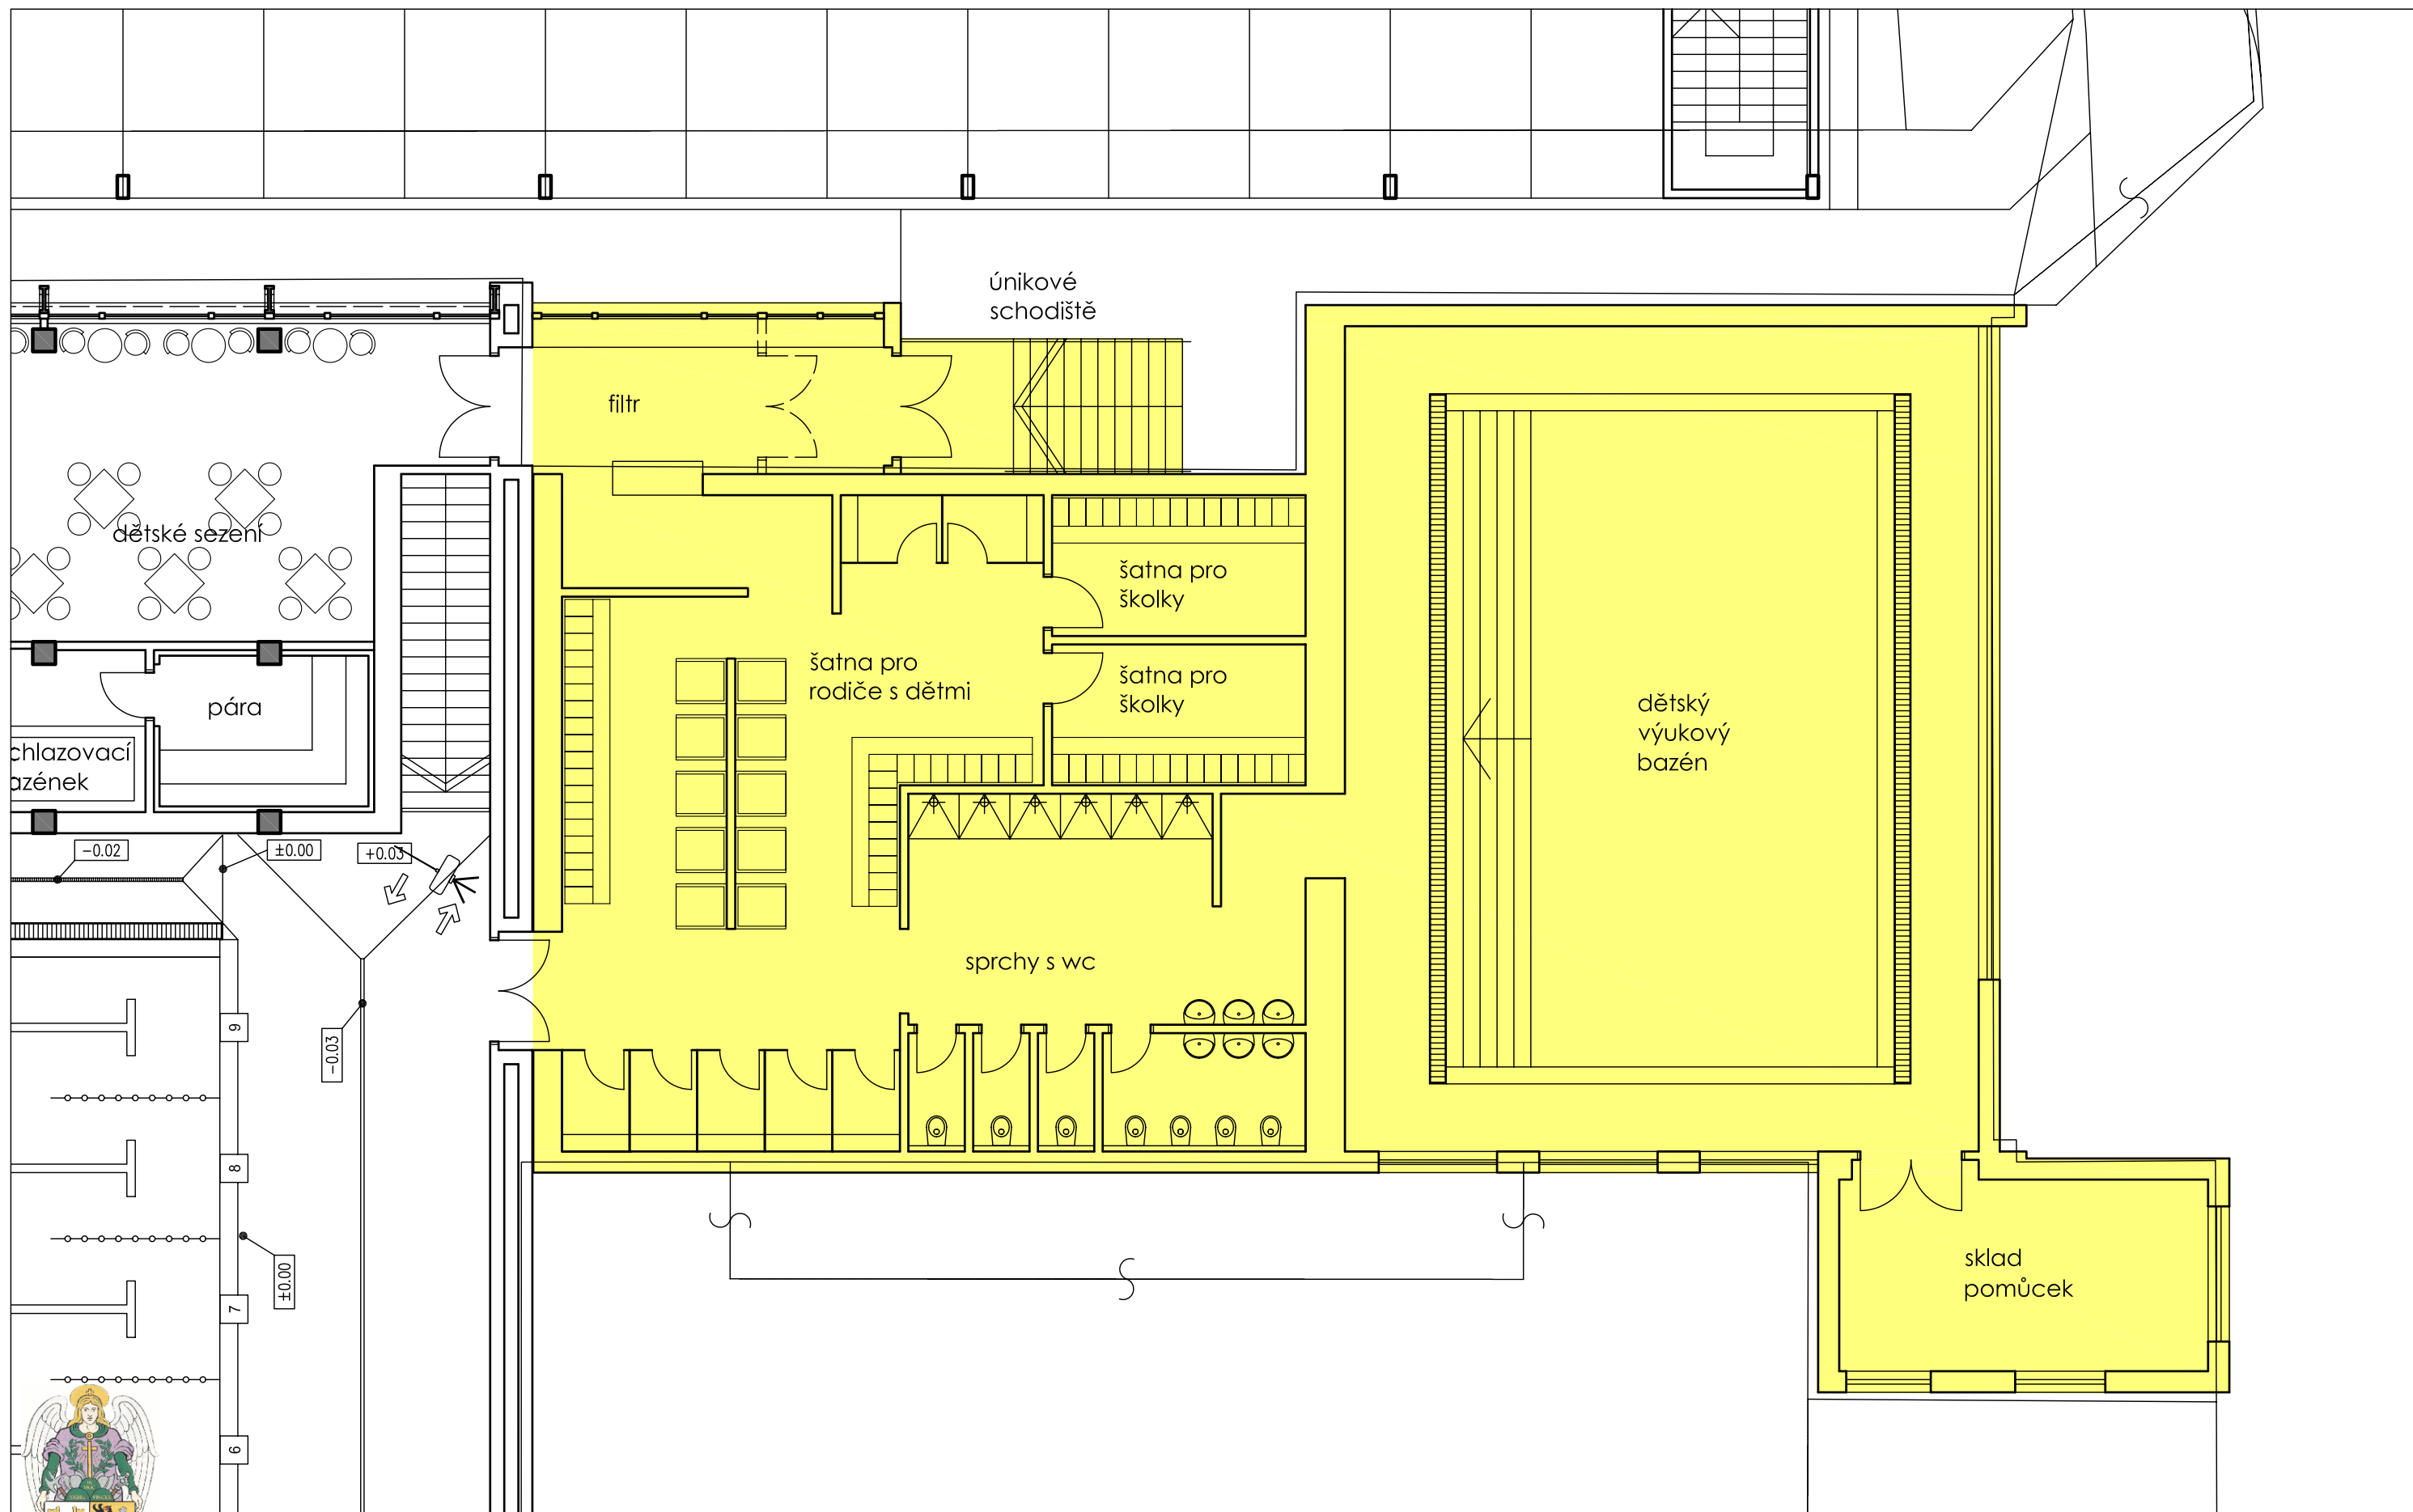 únikové
schodiště
filtr
dětské sezení
šatna pro
školky
šatna pro
rodiče s dětmi
šatna pro
školky
pára
dětský
výukový
bazén
chlazovací
azének
-0.02
±0.00
+0.03
sprchy s wc
9
-0.03
8
±0.00
7
sklad
pomůcek
6